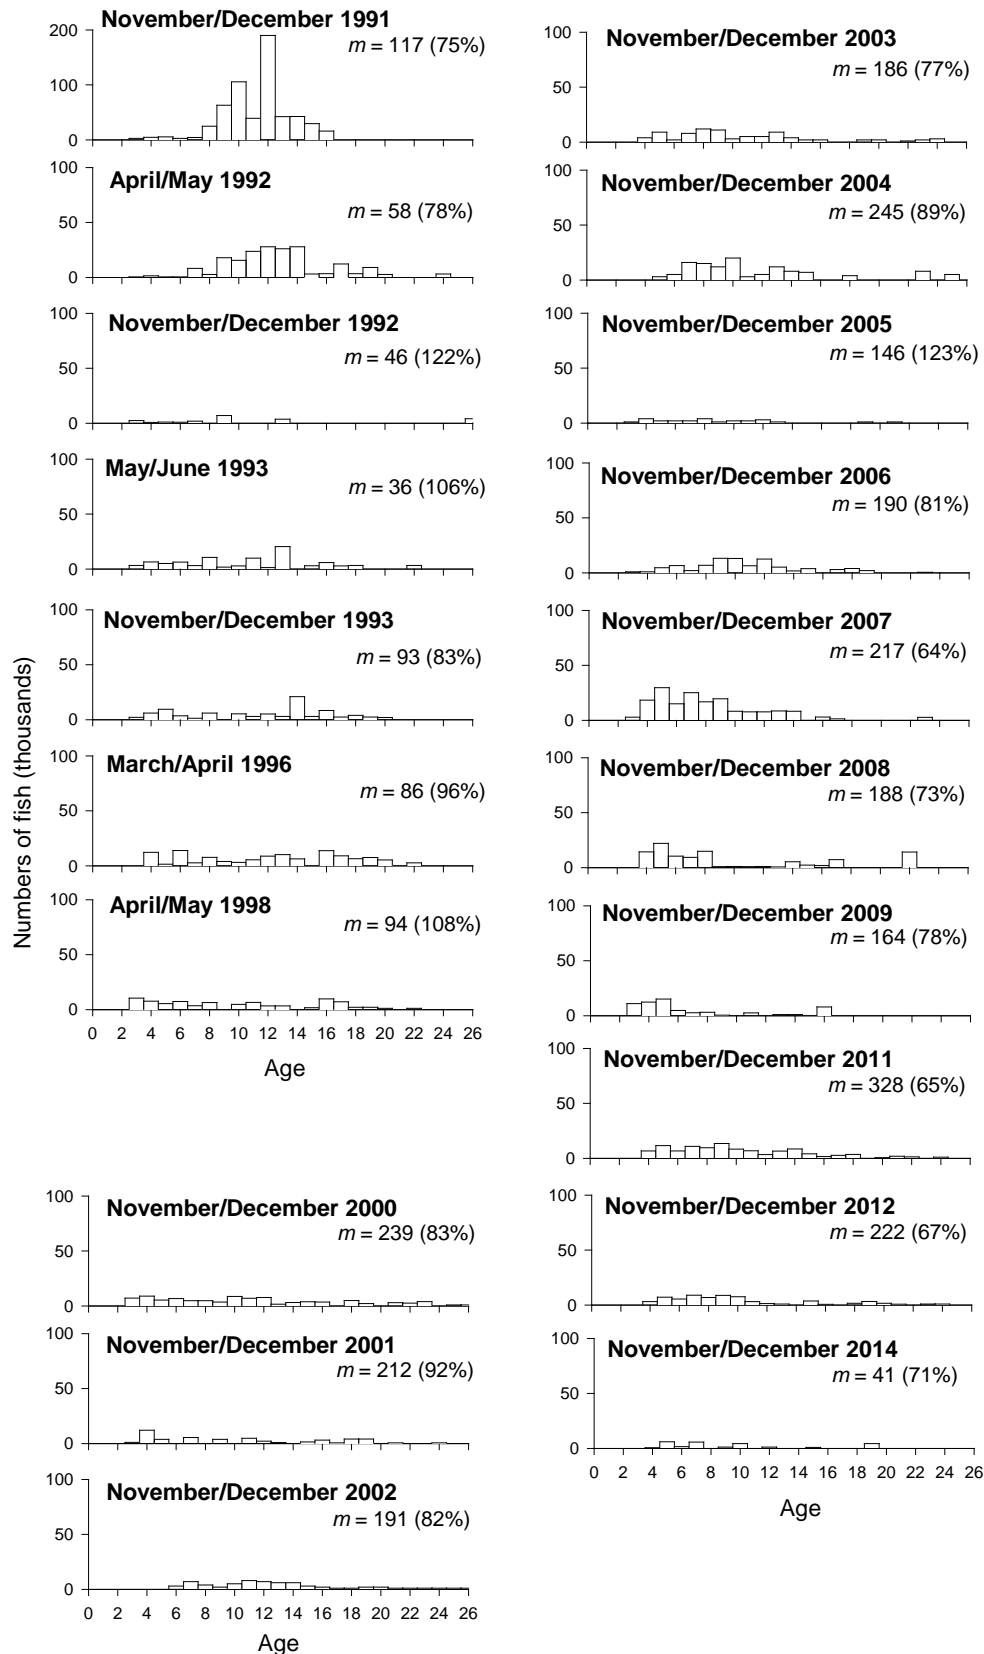 Numbers of fish (thousands)
November/December 1991
m = 117 (75%)
200
100
0
April/May 1992
m = 58 (78%)
100
50
0
November/December 1992
m = 46 (122%)
100
50
0
May/June 1993
m = 36 (106%)
100
50
0
November/December 1993
m = 93 (83%)
100
50
0
March/April 1996
m = 86 (96%)
100
50
0
April/May 1998
m = 94 (108%)
100
50
0
0 2 4 6 8 10 12 14 16 18 20 22 24 26
Age
November/December 2000
m = 239 (83%)
100
50
0
November/December 2001
m = 212 (92%)
100
50
0
November/December 2002
m = 191 (82%)
100
50
0
0 2 4 6 8 10 12 14 16 18 20 22 24 26
Age
November/December 2003
m = 186 (77%)
100
50
0
November/December 2004
m = 245 (89%)
100
50
0
November/December 2005
m = 146 (123%)
100
50
0
November/December 2006
m = 190 (81%)
100
50
0
November/December 2007
m = 217 (64%)
100
50
0
November/December 2008
m = 188 (73%)
100
50
0
November/December 2009
m = 164 (78%)
100
50
0
November/December 2011
m = 328 (65%)
100
50
0
November/December 2012
m = 222 (67%)
100
50
0
November/December 2014
m = 41 (71%)
100
50
0
0 2 4 6 8 10 12 14 16 18 20 22 24 26
Age